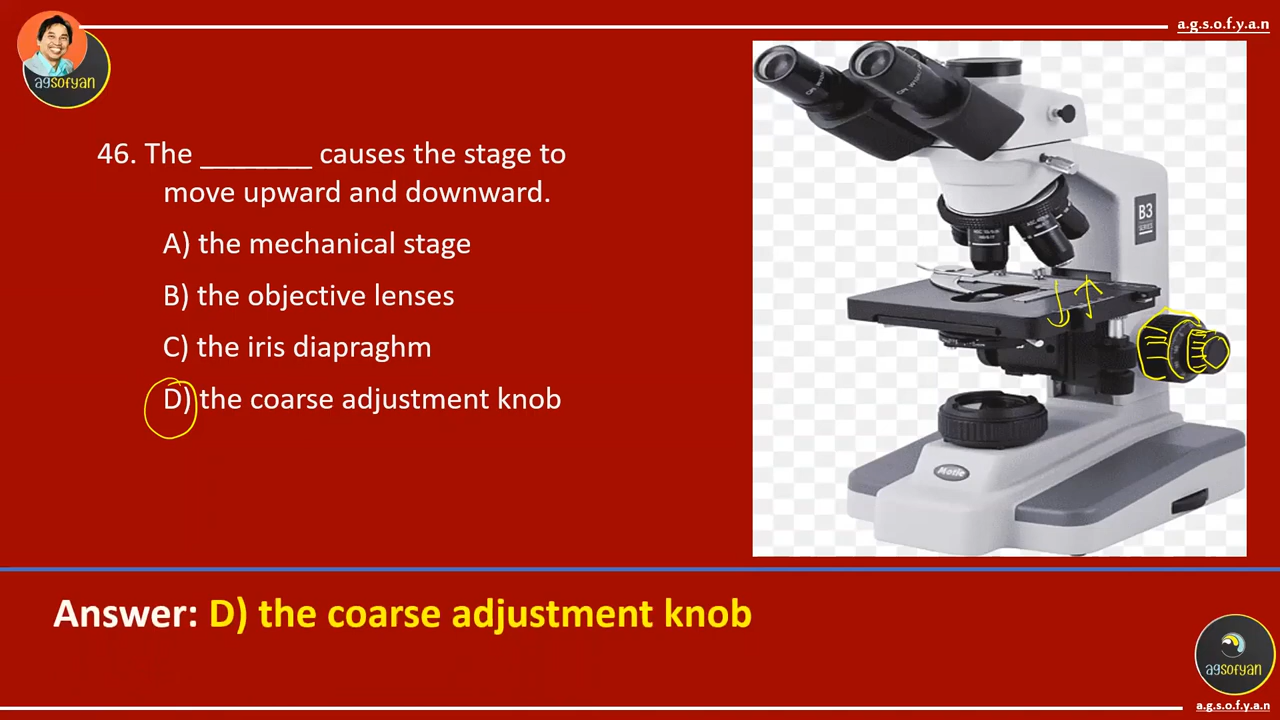 a.g.s.o.f.y.a.n
agsofyan
46. The _______ causes the stage to
move upward and downward.
A) the mechanical stage
B) the objective lenses
C) the iris diapraghm
D) the coarse adjustment knob
B3
SERIES
Motic
Answer: D) the coarse adjustment knob
agsofyan
a.g.s.o.f.y.a.n